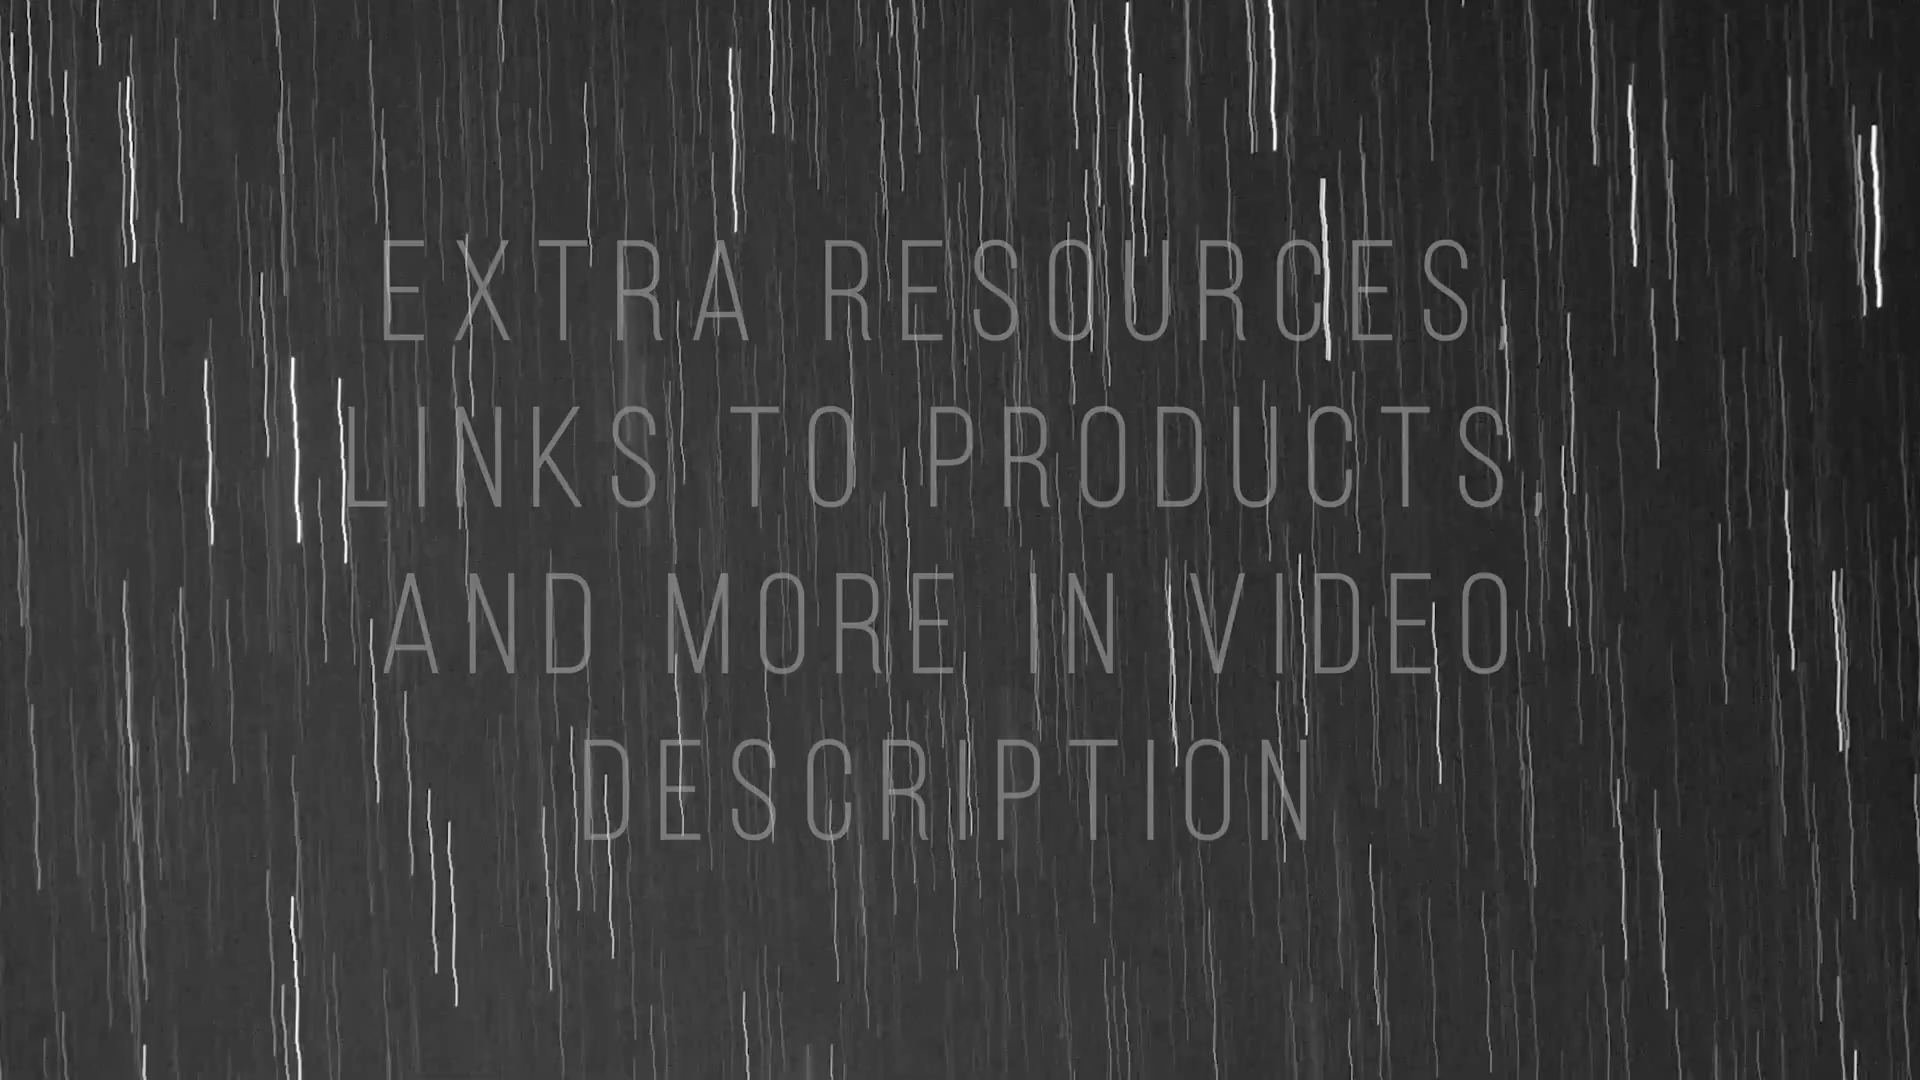 EXTRA RESOURCES
LINKS TO PRODUCTS,
AND MORE IN VIDEO
DESCRIPTION